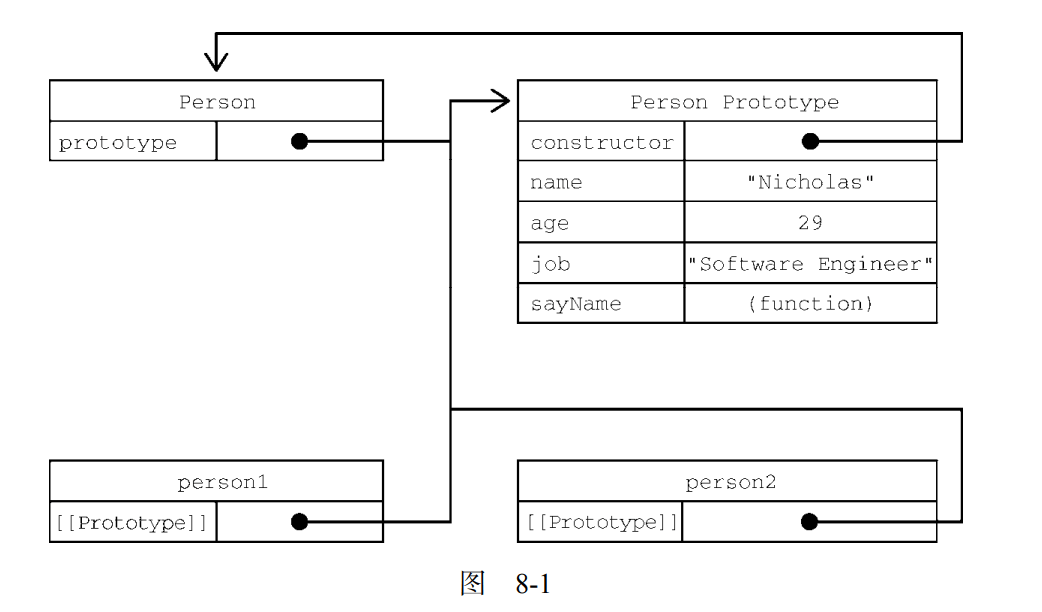 Person
prototype
Person Prototype
constructor
name "Nicholas"
age 29
job "Software Engineer"
sayName (function)
person1
[[Prototype]]
person2
[[Prototype]]
图 8-1